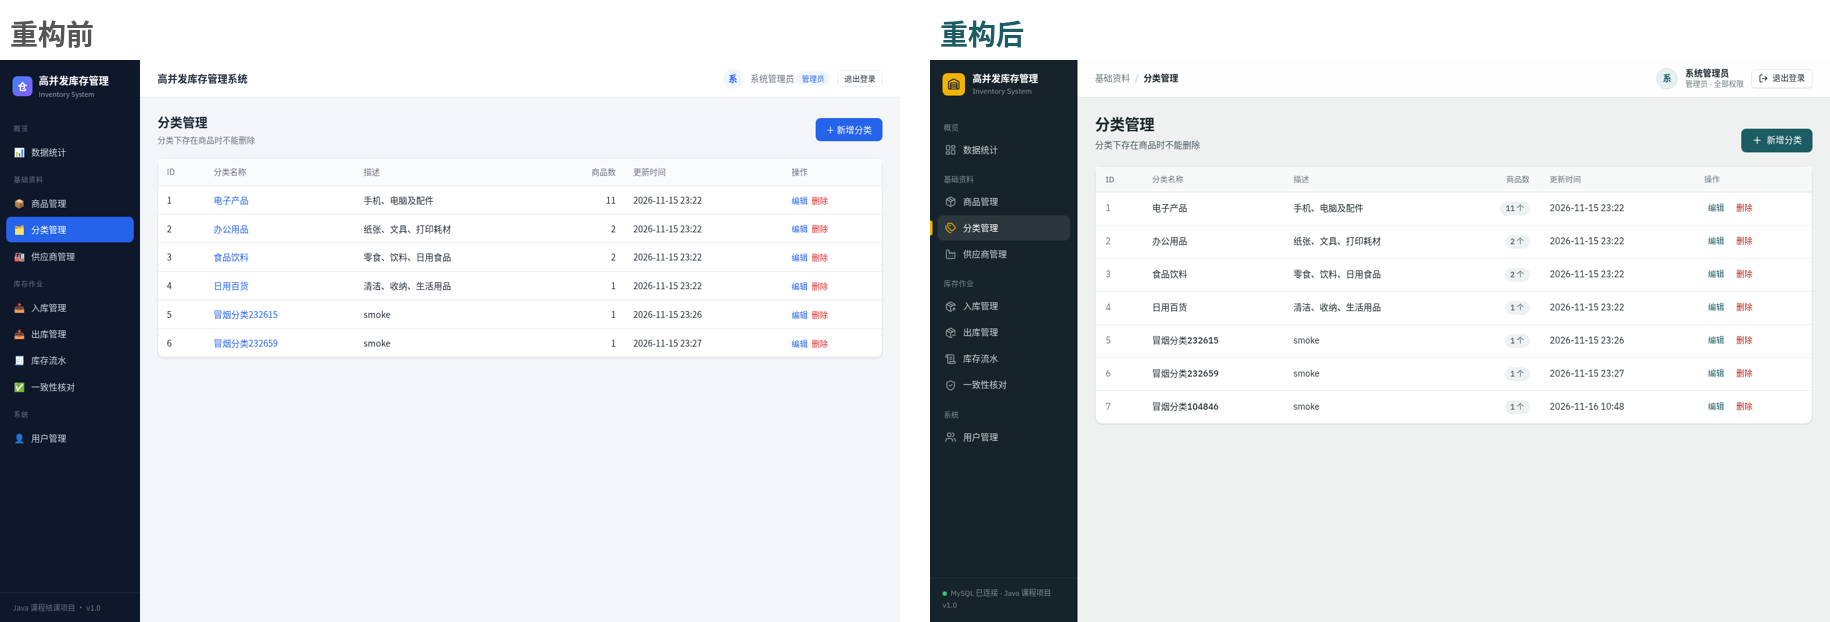 重构前
仓
高并发库存管理
Inventory System
概览
数据统计
基础资料
商品管理
分类管理
供应商管理
库存作业
入库管理
出库管理
库存流水
一致性核对
系统
用户管理
Java 课程结课项目 · v1.0
高并发库存管理系统
系 系统管理员 管理员 退出登录
分类管理
分类下存在商品时不能删除
+ 新增分类
ID 分类名称 描述 商品数 更新时间 操作
1 电子产品 手机、电脑及配件 11 2026-11-15 23:22 编辑 删除
2 办公用品 纸张、文具、打印耗材 2 2026-11-15 23:22 编辑 删除
3 食品饮料 零食、饮料、日用食品 2 2026-11-15 23:22 编辑 删除
4 日用百货 清洁、收纳、生活用品 1 2026-11-15 23:22 编辑 删除
5 冒烟分类232615 smoke 1 2026-11-15 23:26 编辑 删除
6 冒烟分类232659 smoke 1 2026-11-15 23:27 编辑 删除
重构后
高并发库存管理
Inventory System
概览
数据统计
基础资料
商品管理
分类管理
供应商管理
库存作业
入库管理
出库管理
库存流水
一致性核对
系统
用户管理
MySQL 已连接 · Java 课程项目
v1.0
基础资料 / 分类管理
系 系统管理员
管理员 · 全部权限
退出登录
分类管理
分类下存在商品时不能删除
+ 新增分类
ID 分类名称 描述 商品数 更新时间 操作
1 电子产品 手机、电脑及配件 11 个 2026-11-15 23:22 编辑 删除
2 办公用品 纸张、文具、打印耗材 2 个 2026-11-15 23:22 编辑 删除
3 食品饮料 零食、饮料、日用食品 2 个 2026-11-15 23:22 编辑 删除
4 日用百货 清洁、收纳、生活用品 1 个 2026-11-15 23:22 编辑 删除
5 冒烟分类232615 smoke 1 个 2026-11-15 23:26 编辑 删除
6 冒烟分类232659 smoke 1 个 2026-11-15 23:27 编辑 删除
7 冒烟分类104846 smoke 1 个 2026-11-16 10:48 编辑 删除